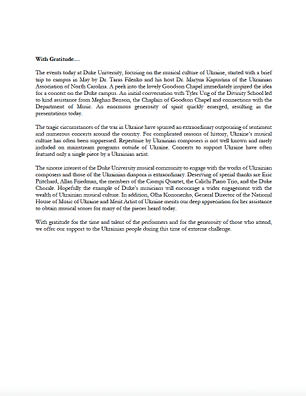 With Gratitude…
The events today at Duke University, focusing on the musical culture of Ukraine, started with a brief
trip to campus in May by Dr. Taras Filenko and his host Dr. Martyna Kapustina of the Ukrainian
Association of North Carolina. A peek into the lovely Goodson Chapel immediately inspired the idea
for a concert on the Duke campus. An initial conversation with Tyler Ung of the Divinity School led
to kind assistance from Meghan Benson, the Chaplain of Goodson Chapel and connections with the
Department of Music. An enormous generosity of spirit quickly emerged, resulting in the
presentations today.
The tragic circumstances of the war in Ukraine have spurred an extraordinary outpouring of sentiment
and numerous concerts around the country. For complicated reasons of history, Ukraine's musical
culture has often been suppressed. Repertoire by Ukrainian composers is not well known and rarely
included on mainstream programs outside of Ukraine. Concerts to support Ukraine have often
featured only a single piece by a Ukrainian artist.
The sincere interest of the Duke University musical community to engage with the works of Ukrainian
composers and those of the Ukrainian diaspora is extraordinary. Deserving of special thanks are Eric
Pritchard, Allan Friedman, the members of the Ciompi Quartet, the Calichi Piano Trio, and the Duke
Chorale. Hopefully the example of Duke's musicians will encourage a wider engagement with the
wealth of Ukrainian musical culture. In addition, Olha Kononenko, General Director of the National
House of Music of Ukraine and Merit Artist of Ukraine merits our deep appreciation for her assistance
to obtain musical scores for many of the pieces heard today.
With gratitude for the time and talent of the performers and for the generosity of those who attend,
we offer our support to the Ukrainian people during this time of extreme challenge.